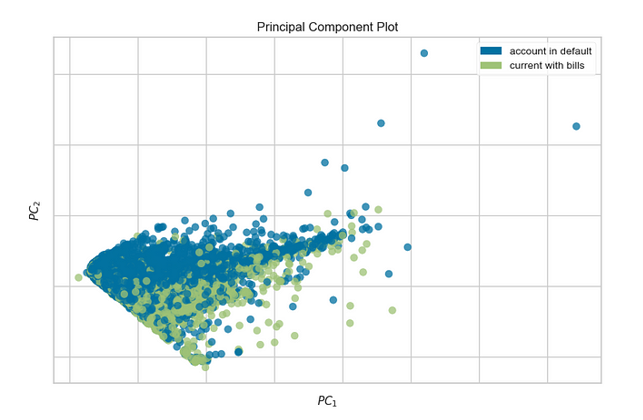 Principal Component Plot
account in default
current with bills
PC2
PC1